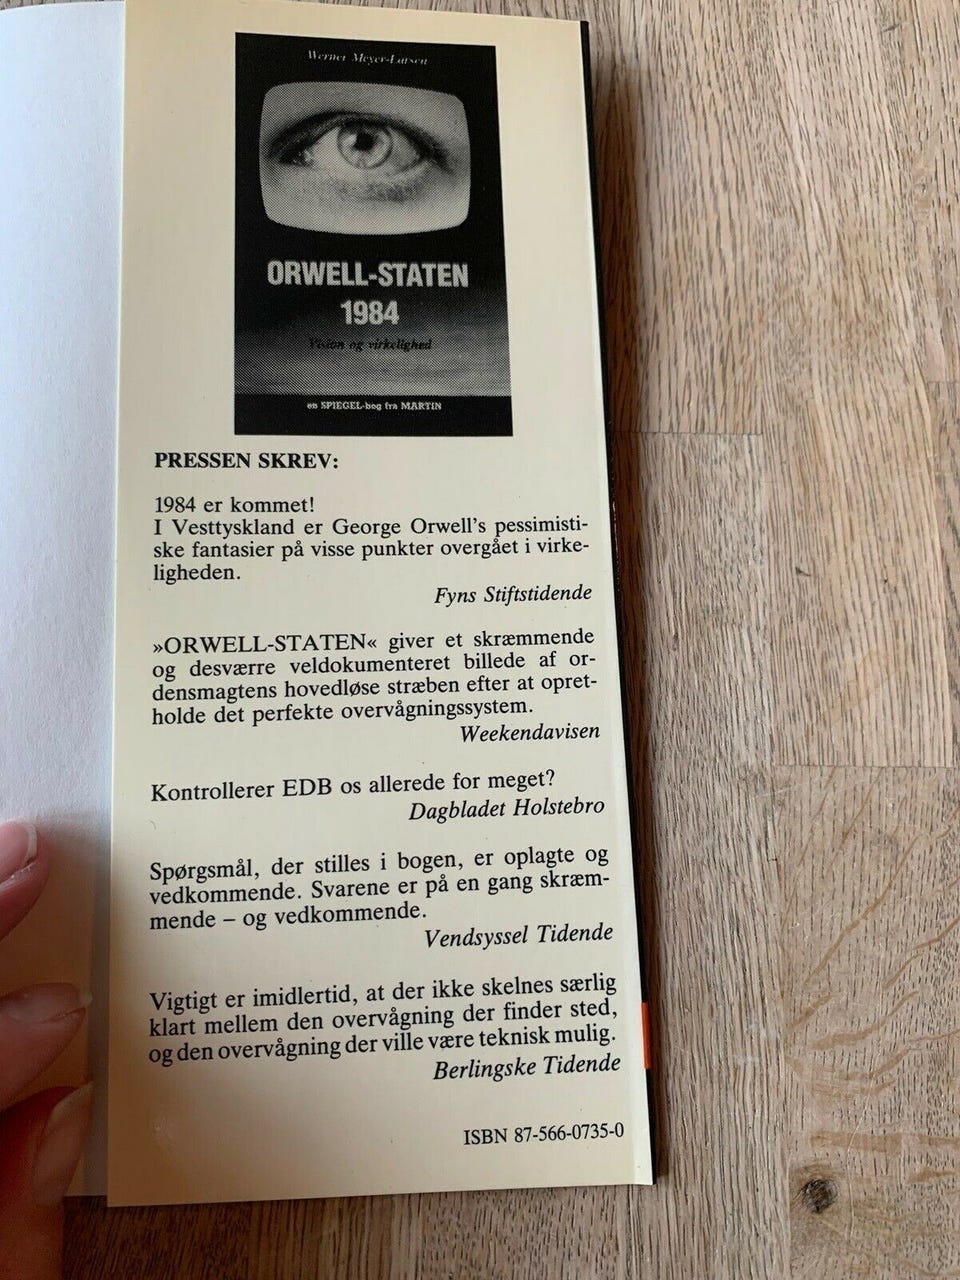 Werner Meyer-Larsen
ORWELL-STATEN
1984
Vision og virkelighed
en SPIEGEL-bog fra MARTIN
PRESSEN SKREV:
1984 er kommet!
I Vesttyskland er George Orwell's pessimisti-
ske fantasier på visse punkter overgået i virke-
ligheden.
Fyns Stiftstidende
»ORWELL-STATEN« giver et skræmmende
og desværre veldokumenteret billede af or-
densmagtens hovedløse stræben efter at opret-
holde det perfekte overvågningssystem.
Weekendavisen
Kontrollerer EDB os allerede for meget?
Dagbladet Holstebro
Spørgsmål, der stilles i bogen, er oplagte og
vedkommende. Svarene er på en gang skræm-
mende – og vedkommende.
Vendsyssel Tidende
Vigtigt er imidlertid, at der ikke skelnes særlig
klart mellem den overvågning der finder sted,
og den overvågning der ville være teknisk mulig.
Berlingske Tidende
ISBN 87-566-0735-0